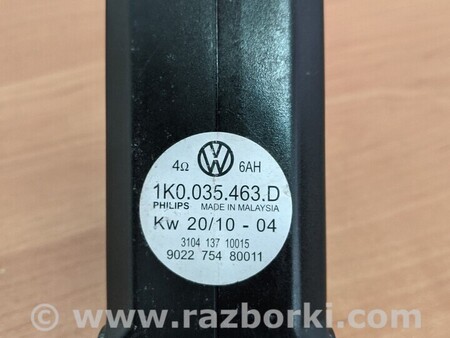 4Ω 6AH
1K0.035.463.D
PHILIPS MADE IN MALAYSIA
Kw 20/10 - 04
3104 137 10015
9022 754 80011
© www.razborki.com